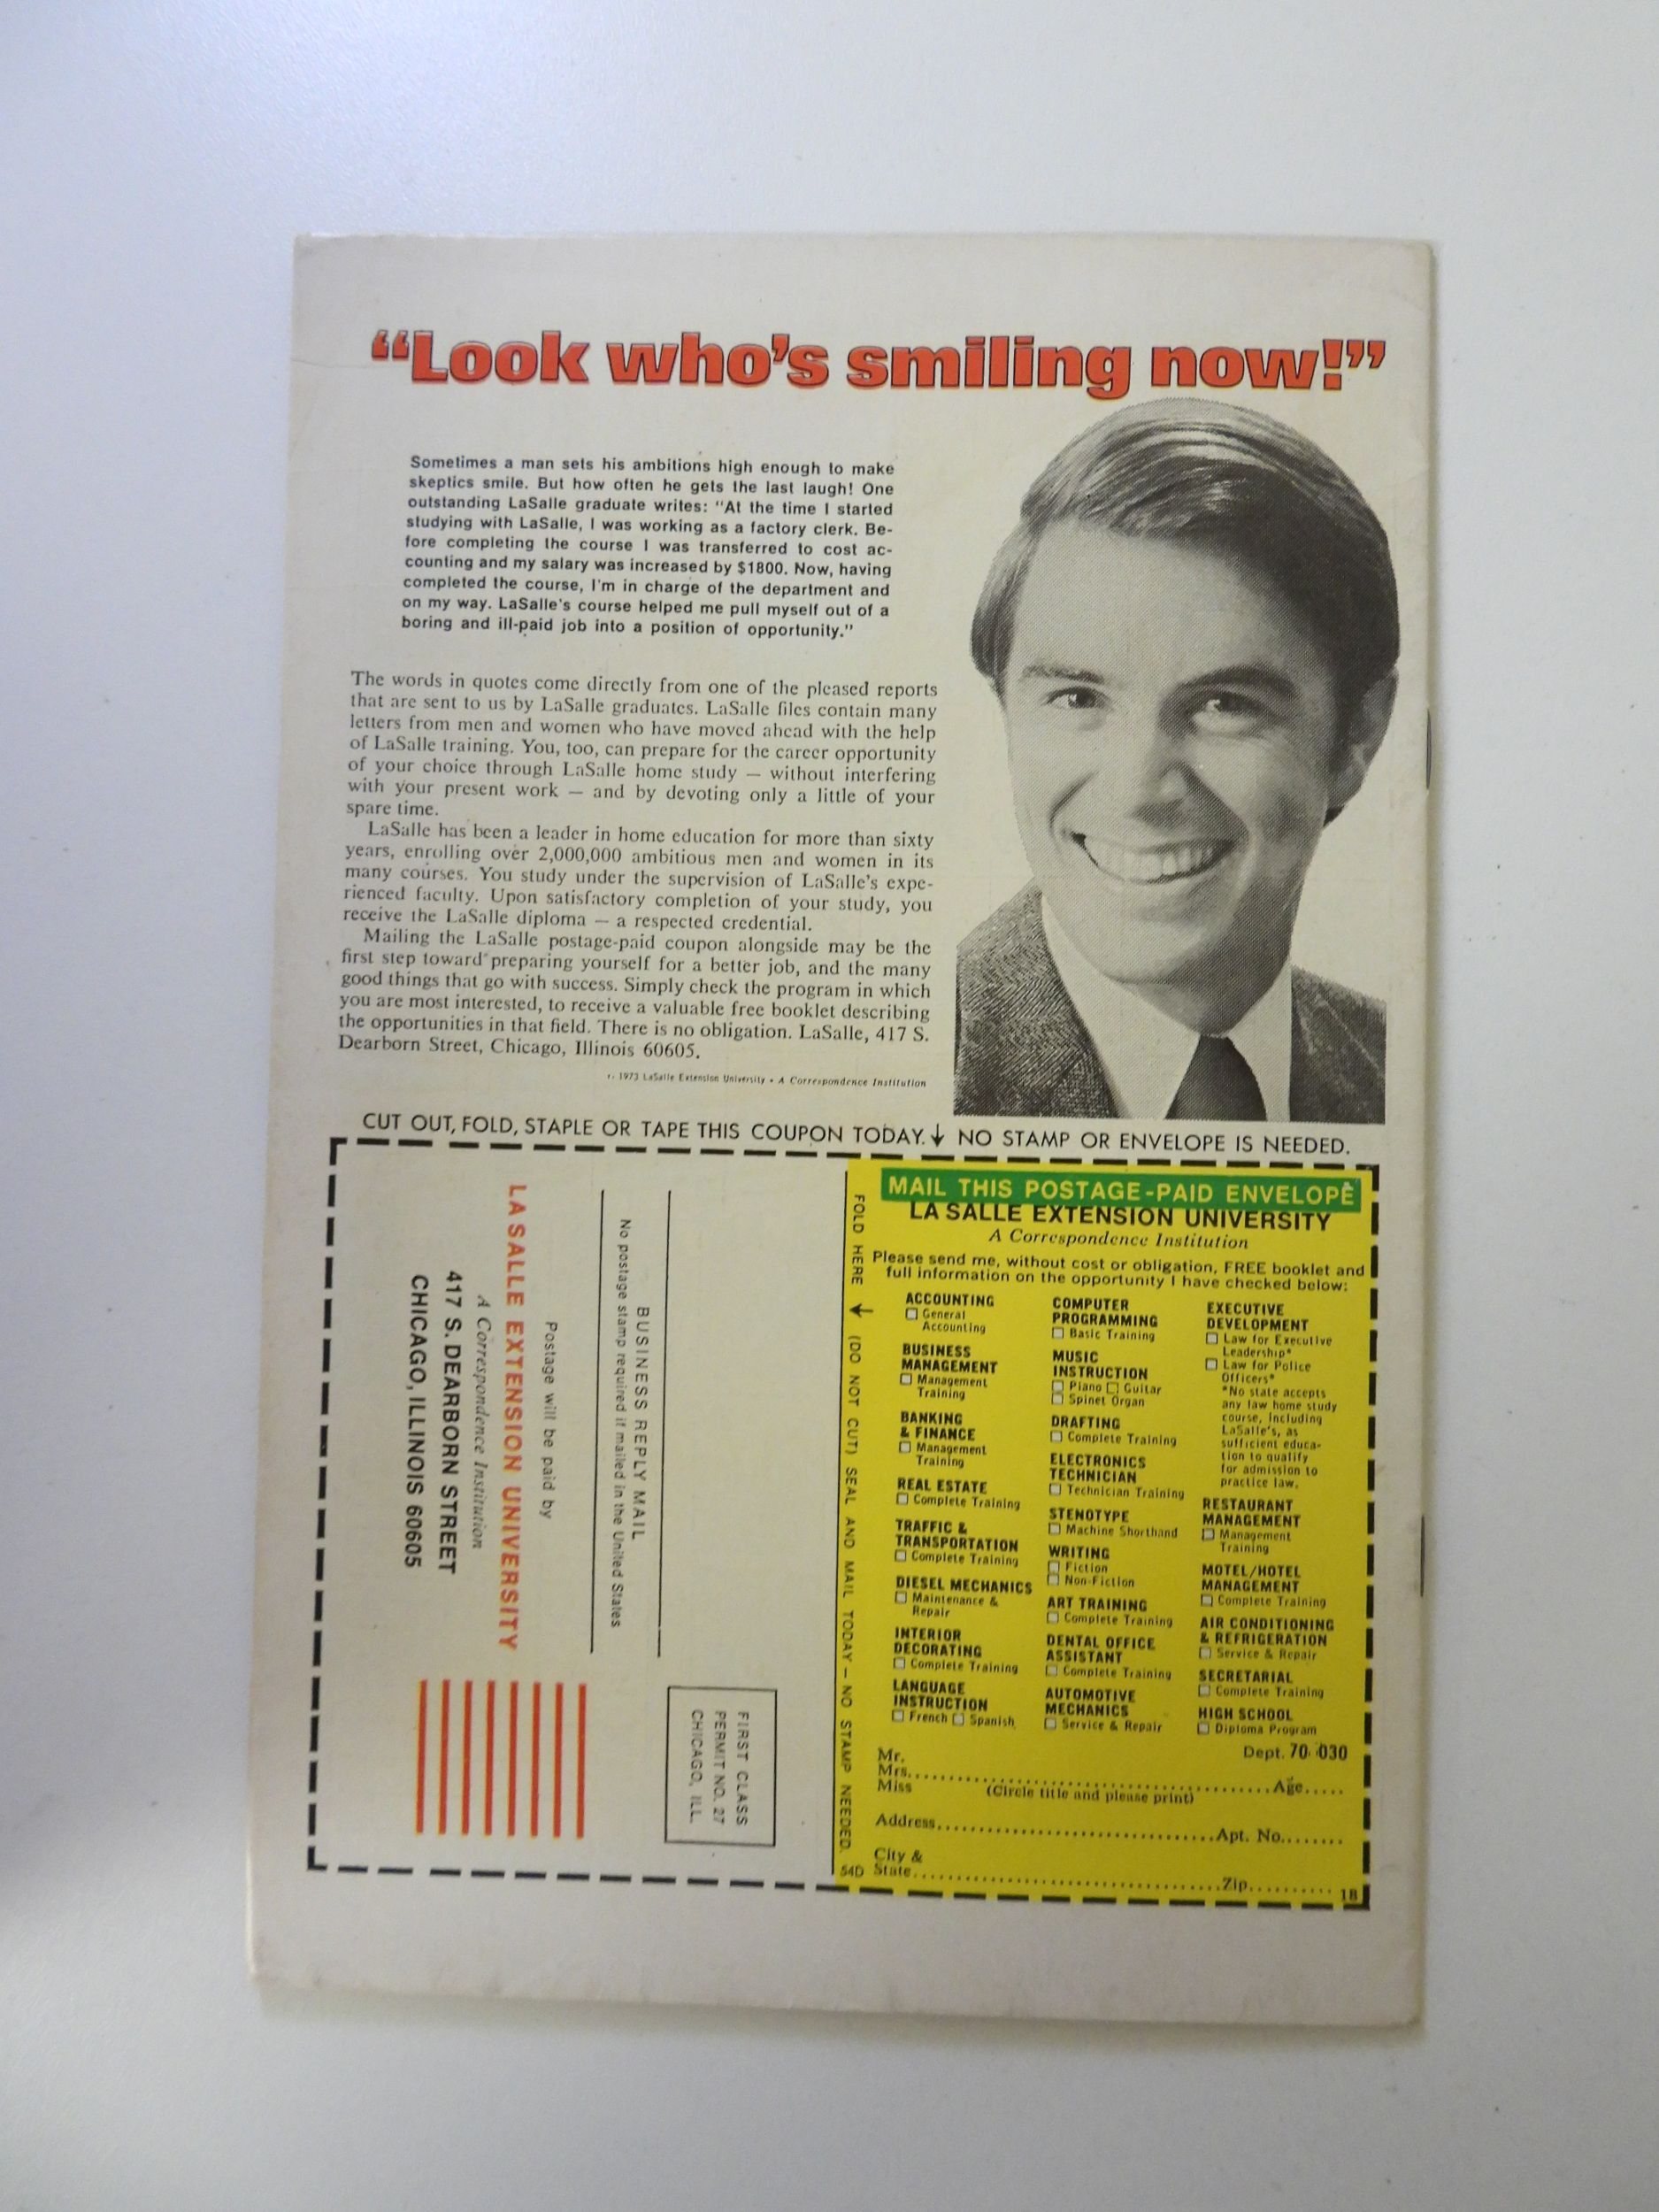 “Look who’s smiling now!”
Sometimes a man sets his ambitions high enough to make
skeptics smile. But how often he gets the last laugh! One
outstanding LaSalle graduate writes: “At the time I started
studying with LaSalle, I was working as a factory clerk. Be-
fore completing the course I was transferred to cost ac-
counting and my salary was increased by $1800. Now, having
completed the course, I'm in charge of the department and
on my way. LaSalle's course helped me pull myself out of a
boring and ill-paid job into a position of opportunity.”
The words in quotes come directly from one of the pleased reports
that are sent to us by LaSalle graduates. LaSalle files contain many
letters from men and women who have moved ahead with the help
of LaSalle training. You, too, can prepare for the career opportunity
of your choice through LaSalle home study — without interfering
with your present work — and by devoting only a little of your
spare time.
LaSalle has been a leader in home education for more than sixty
years, enrolling over 2,000,000 ambitious men and women in its
many courses. You study under the supervision of LaSalle's expe-
rienced faculty. Upon satisfactory completion of your study, you
receive the LaSalle diploma — a respected credential.
Mailing the LaSalle postage-paid coupon alongside may be the
first step toward preparing yourself for a better job, and the many
good things that go with success. Simply check the program in which
you are most interested, to receive a valuable free booklet describing
the opportunities in that field. There is no obligation. LaSalle, 417 S.
Dearborn Street, Chicago, Illinois 60605.
1973 LaSalle Extension University • A Correspondence Institution
CUT OUT, FOLD, STAPLE OR TAPE THIS COUPON TODAY.↓ NO STAMP OR ENVELOPE IS NEEDED.
FIRST CLASS
PERMIT NO. 27
CHICAGO, ILL.
BUSINESS REPLY MAIL
No postage stamp required if mailed in the United States
Postage will be paid by
LA SALLE EXTENSION UNIVERSITY
A Correspondence Institution
417 S. DEARBORN STREET
CHICAGO, ILLINOIS 60605
FOLD HERE ↓ (DO NOT CUT) SEAL AND MAIL TODAY — NO STAMP NEEDED.
54D
MAIL THIS POSTAGE-PAID ENVELOPE
LA SALLE EXTENSION UNIVERSITY
A Correspondence Institution
Please send me, without cost or obligation, FREE booklet and
full information on the opportunity I have checked below:
ACCOUNTING
☐ General
Accounting
BUSINESS
MANAGEMENT
☐ Management
Training
BANKING
& FINANCE
☐ Management
Training
REAL ESTATE
☐ Complete Training
TRAFFIC &
TRANSPORTATION
☐ Complete Training
DIESEL MECHANICS
☐ Maintenance &
Repair
INTERIOR
DECORATING
☐ Complete Training
LANGUAGE
INSTRUCTION
☐ French ☐ Spanish
COMPUTER
PROGRAMMING
☐ Basic Training
MUSIC
INSTRUCTION
☐ Piano ☐ Guitar
☐ Spinet Organ
DRAFTING
☐ Complete Training
ELECTRONICS
TECHNICIAN
☐ Technician Training
STENOTYPE
☐ Machine Shorthand
WRITING
☐ Fiction
☐ Non-Fiction
ART TRAINING
☐ Complete Training
DENTAL OFFICE
ASSISTANT
☐ Complete Training
AUTOMOTIVE
MECHANICS
☐ Service & Repair
EXECUTIVE
DEVELOPMENT
☐ Law for Executive
Leadership*
☐ Law for Police
Officers*
*No state accepts
any law home study
course, including
LaSalle's, as
sufficient educa-
tion to qualify
for admission to
practice law.
RESTAURANT
MANAGEMENT
☐ Management
Training
MOTEL/HOTEL
MANAGEMENT
☐ Complete Training
AIR CONDITIONING
& REFRIGERATION
☐ Service & Repair
SECRETARIAL
☐ Complete Training
HIGH SCHOOL
☐ Diploma Program
Dept. 70-030
Mr.
Mrs. Age
Miss (Circle title and please print)
Address Apt. No.
City &
State Zip
18